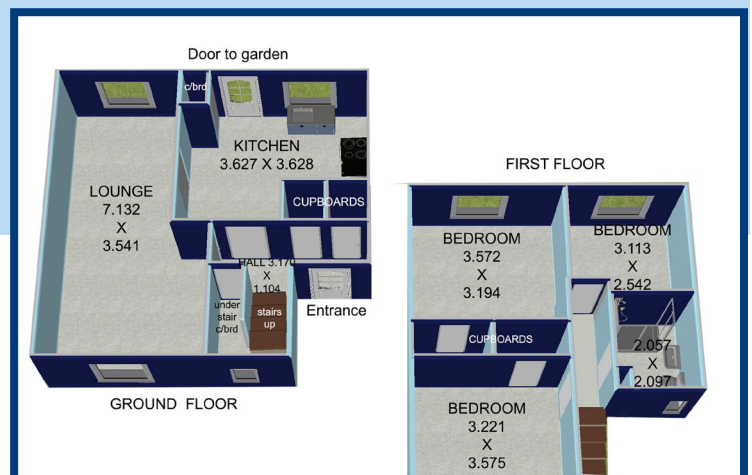 Door to garden
c/brd
KITCHEN
3.627 X 3.628
LOUNGE
7.132
X
3.541
CUPBOARDS
HALL 3.170
X
1.104
under
stair
c/brd
stairs
up
Entrance
GROUND FLOOR
FIRST FLOOR
BEDROOM
3.572
X
3.194
BEDROOM
3.113
X
2.542
CUPBOARDS
2.057
X
2.097
BEDROOM
3.221
X
3.575